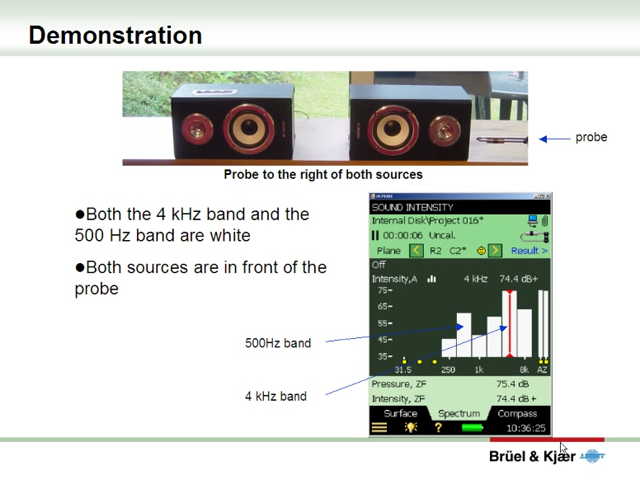 Demonstration
probe
Probe to the right of both sources
●Both the 4 kHz band and the
500 Hz band are white
●Both sources are in front of the
probe
500Hz band
4 kHz band
SOUND INTENSITY
Internal Disk\Project 016*
00:00:06 Uncal.
Plane < R2 C2* > Result >
Off
Intensity,A 4 kHz 74.4 dB+
75-
65-
55-
45-
35-
31.5 250 1k 8k AZ
Pressure, ZF 75.4 dB
Intensity, ZF 74.4 dB+
Surface Spectrum Compass
? 10:36:25
Brüel & Kjær